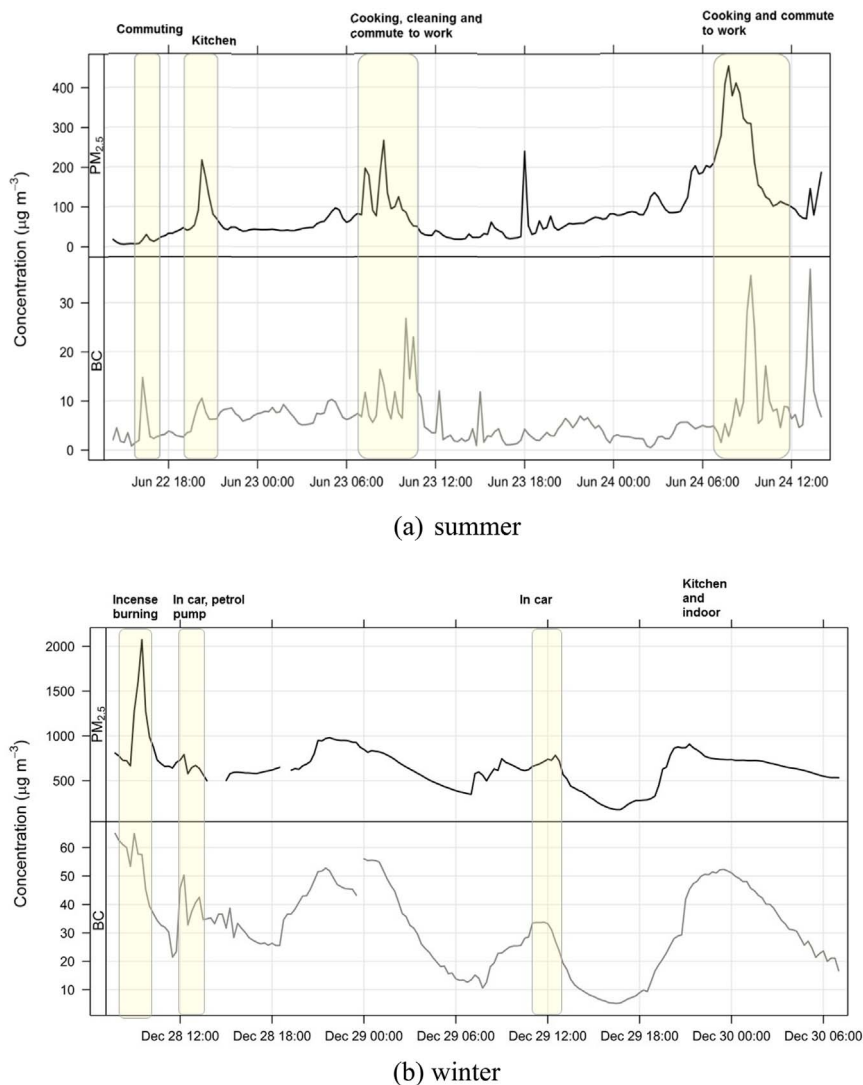 Commuting
Kitchen
Cooking, cleaning and
commute to work
Cooking and commute
to work
Concentration (µg m⁻³)
PM₂.₅
400
300
200
100
0
BC
30
20
10
0
Jun 22 18:00 Jun 23 00:00 Jun 23 06:00 Jun 23 12:00 Jun 23 18:00 Jun 24 00:00 Jun 24 06:00 Jun 24 12:00
(a) summer
Incense
burning
In car, petrol
pump
In car
Kitchen
and
indoor
Concentration (µg m⁻³)
PM₂.₅
2000
1500
1000
500
BC
60
50
40
30
20
10
Dec 28 12:00 Dec 28 18:00 Dec 29 00:00 Dec 29 06:00 Dec 29 12:00 Dec 29 18:00 Dec 30 00:00 Dec 30 06:00
(b) winter